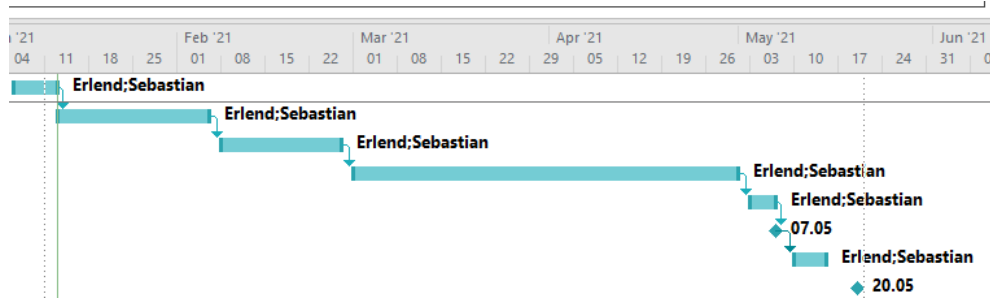 '21 Feb '21 Mar '21 Apr '21 May '21 Jun '21
04 11 18 25 01 08 15 22 01 08 15 22 29 05 12 19 26 03 10 17 24 31
Erlend;Sebastian
Erlend;Sebastian
Erlend;Sebastian
Erlend;Sebastian
Erlend;Sebastian
07.05
Erlend;Sebastian
20.05